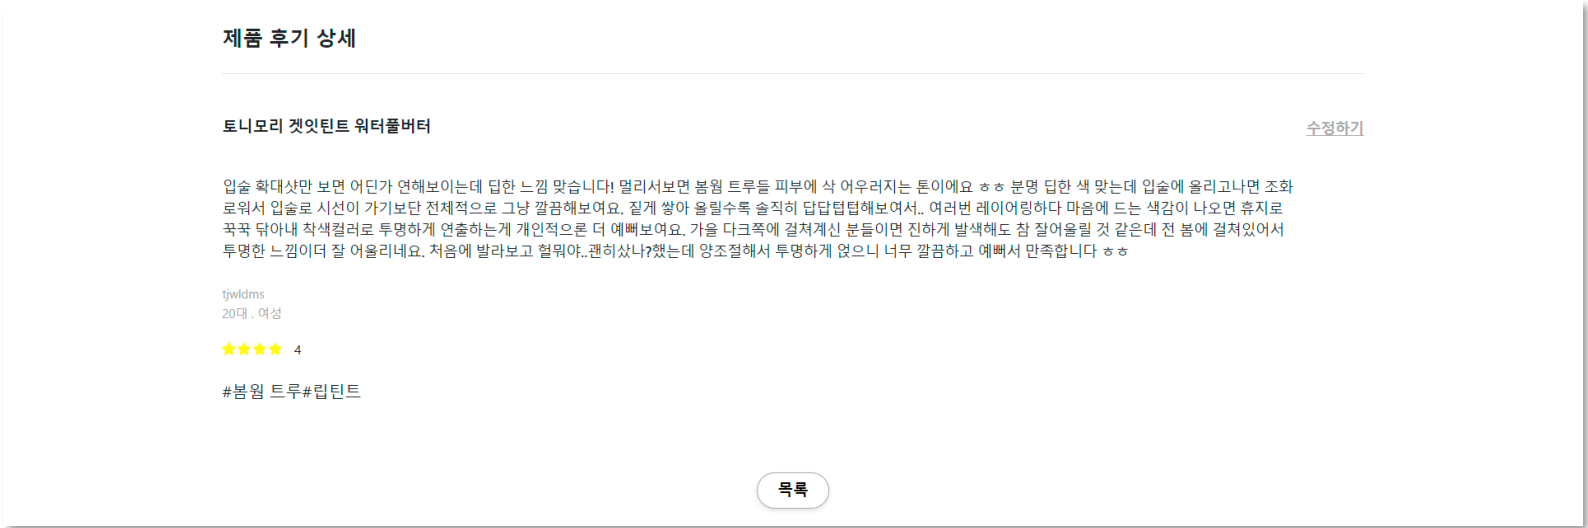 제품 후기 상세
토니모리 겟잇틴트 워터풀버터
수정하기
입술 확대샷만 보면 어딘가 연해보이는데 딥한 느낌 맞습니다! 멀리서보면 봄웜 트루들 피부에 삭 어우러지는 톤이에요 ㅎㅎ 분명 딥한 색 맞는데 입술에 올리고나면 조화
로워서 입술로 시선이 가기보단 전체적으로 그냥 깔끔해보여요. 짙게 쌓아 올릴수록 솔직히 답답텁텁해보여서.. 여러번 레이어링하다 마음에 드는 색감이 나오면 휴지로
꾹꾹 닦아내 착색컬러로 투명하게 연출하는게 개인적으론 더 예뻐보여요. 가을 다크쪽에 걸쳐계신 분들이면 진하게 발색해도 참 잘어울릴 것 같은데 전 봄에 걸쳐있어서
투명한 느낌이더 잘 어울리네요. 처음에 발라보고 헐뭐야..괜히샀나?했는데 양조절해서 투명하게 얹으니 너무 깔끔하고 예뻐서 만족합니다 ㅎㅎ
tjwldms
20대 . 여성
4
#봄웜 트루#립틴트
목록